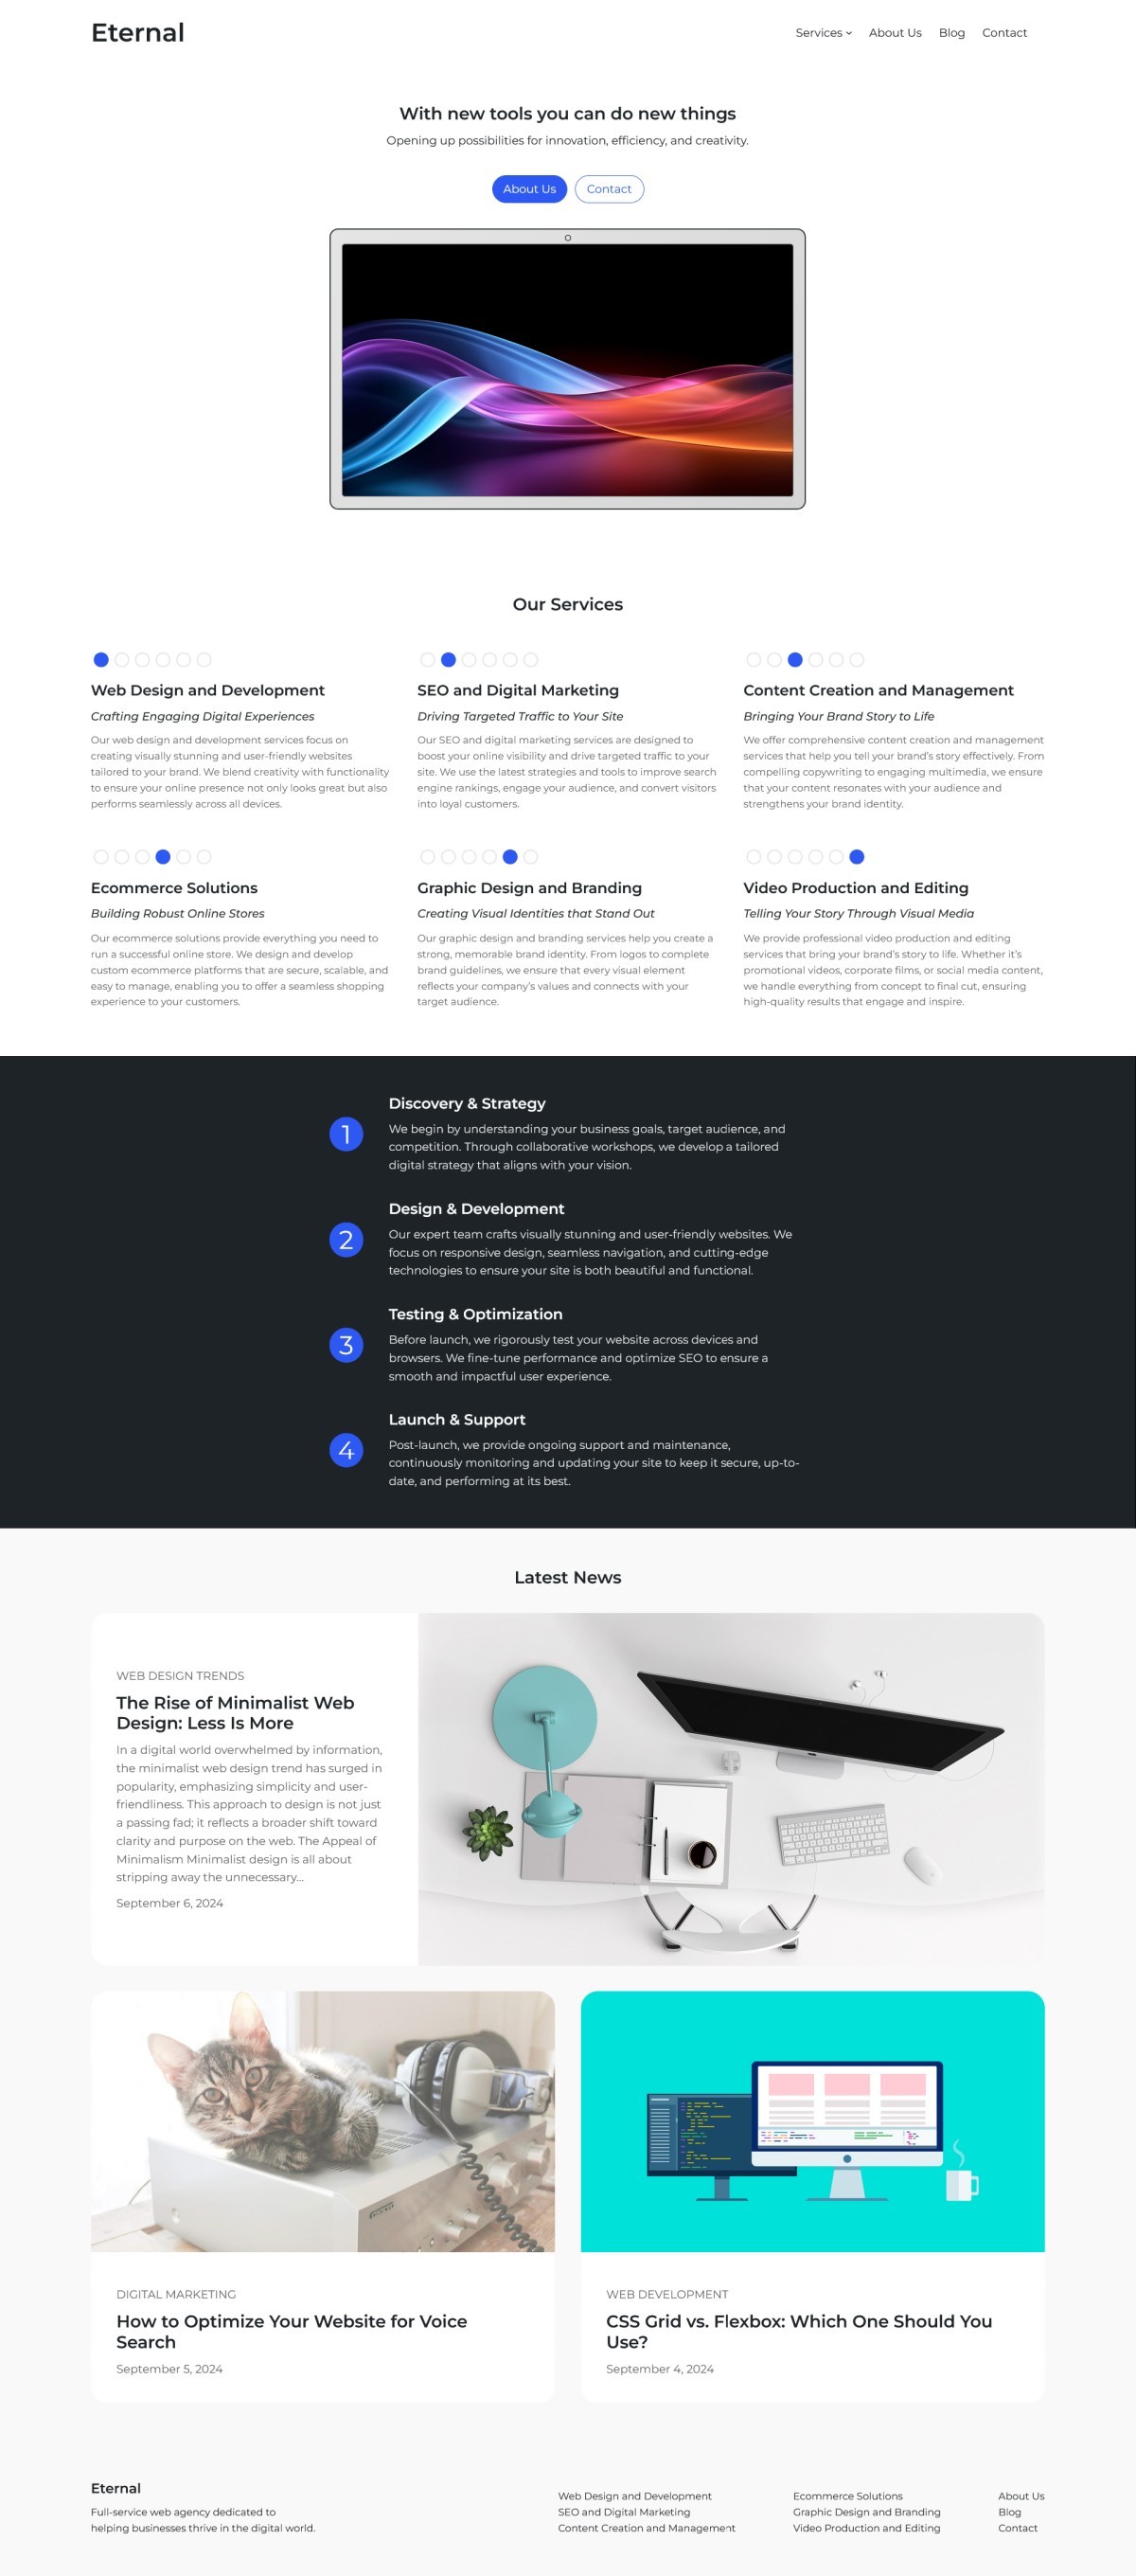 Eternal
Services About Us Blog Contact
With new tools you can do new things
Opening up possibilities for innovation, efficiency, and creativity.
About Us Contact
Our Services
Web Design and Development
Crafting Engaging Digital Experiences
Our web design and development services focus on
creating visually stunning and user-friendly websites
tailored to your brand. We blend creativity with functionality
to ensure your online presence not only looks great but also
performs seamlessly across all devices.
SEO and Digital Marketing
Driving Targeted Traffic to Your Site
Our SEO and digital marketing services are designed to
boost your online visibility and drive targeted traffic to your
site. We use the latest strategies and tools to improve search
engine rankings, engage your audience, and convert visitors
into loyal customers.
Content Creation and Management
Bringing Your Brand Story to Life
We offer comprehensive content creation and management
services that help you tell your brand’s story effectively. From
compelling copywriting to engaging multimedia, we ensure
that your content resonates with your audience and
strengthens your brand identity.
Ecommerce Solutions
Building Robust Online Stores
Our ecommerce solutions provide everything you need to
run a successful online store. We design and develop
custom ecommerce platforms that are secure, scalable, and
easy to manage, enabling you to offer a seamless shopping
experience to your customers.
Graphic Design and Branding
Creating Visual Identities that Stand Out
Our graphic design and branding services help you create a
strong, memorable brand identity. From logos to complete
brand guidelines, we ensure that every visual element
reflects your company’s values and connects with your
target audience.
Video Production and Editing
Telling Your Story Through Visual Media
We provide professional video production and editing
services that bring your brand’s story to life. Whether it’s
promotional videos, corporate films, or social media content,
we handle everything from concept to final cut, ensuring
high-quality results that engage and inspire.
1
Discovery & Strategy
We begin by understanding your business goals, target audience, and
competition. Through collaborative workshops, we develop a tailored
digital strategy that aligns with your vision.
2
Design & Development
Our expert team crafts visually stunning and user-friendly websites. We
focus on responsive design, seamless navigation, and cutting-edge
technologies to ensure your site is both beautiful and functional.
3
Testing & Optimization
Before launch, we rigorously test your website across devices and
browsers. We fine-tune performance and optimize SEO to ensure a
smooth and impactful user experience.
4
Launch & Support
Post-launch, we provide ongoing support and maintenance,
continuously monitoring and updating your site to keep it secure, up-to-
date, and performing at its best.
Latest News
WEB DESIGN TRENDS
The Rise of Minimalist Web
Design: Less Is More
In a digital world overwhelmed by information,
the minimalist web design trend has surged in
popularity, emphasizing simplicity and user-
friendliness. This approach to design is not just
a passing fad; it reflects a broader shift toward
clarity and purpose on the web. The Appeal of
Minimalism Minimalist design is all about
stripping away the unnecessary…
September 6, 2024
ONKYO
DIGITAL MARKETING
How to Optimize Your Website for Voice
Search
September 5, 2024
WEB DEVELOPMENT
CSS Grid vs. Flexbox: Which One Should You
Use?
September 4, 2024
Eternal
Full-service web agency dedicated to
helping businesses thrive in the digital world.
Web Design and Development
SEO and Digital Marketing
Content Creation and Management
Ecommerce Solutions
Graphic Design and Branding
Video Production and Editing
About Us
Blog
Contact